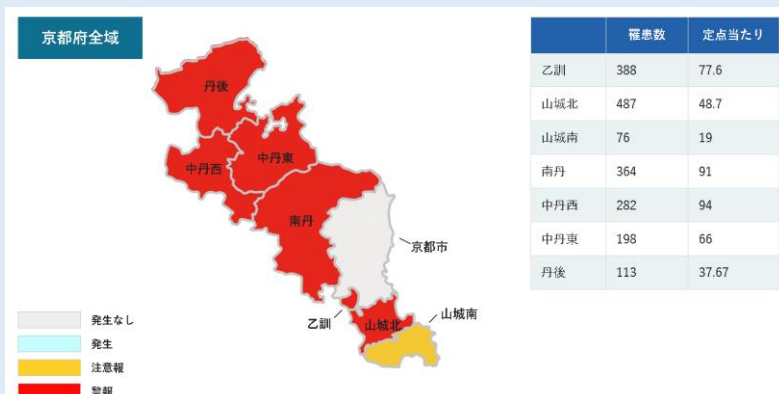 京都府全域
丹後
中丹西
中丹東
南丹
京都市
乙訓
山城北
山城南
発生なし
発生
注意報
警報
罹患数 定点当たり
乙訓 388 77.6
山城北 487 48.7
山城南 76 19
南丹 364 91
中丹西 282 94
中丹東 198 66
丹後 113 37.67